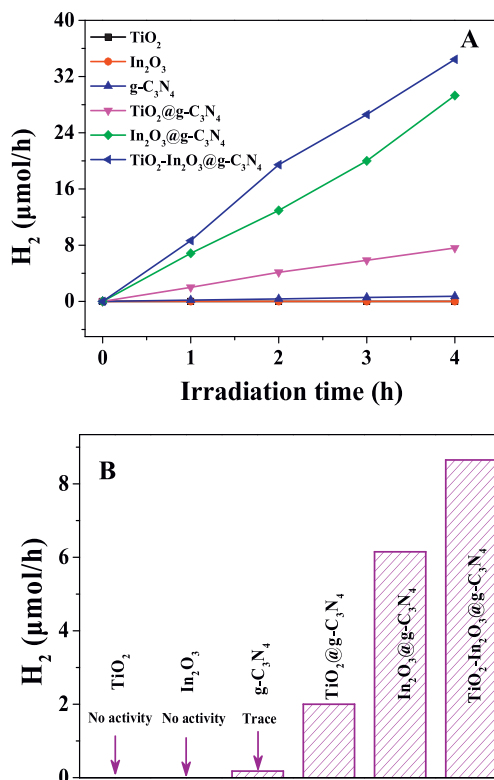 TiO₂
In₂O₃
g-C₃N₄
TiO₂@g-C₃N₄
In₂O₃@g-C₃N₄
TiO₂-In₂O₃@g-C₃N₄
A
40
32
24
16
8
0
H₂ (μmol/h)
0 1 2 3 4
Irradiation time (h)
B
8
6
4
2
0
H₂ (μmol/h)
TiO₂
In₂O₃
g-C₃N₄
TiO₂@g-C₃N₄
In₂O₃@g-C₃N₄
TiO₂-In₂O₃@g-C₃N₄
No activity No activity Trace